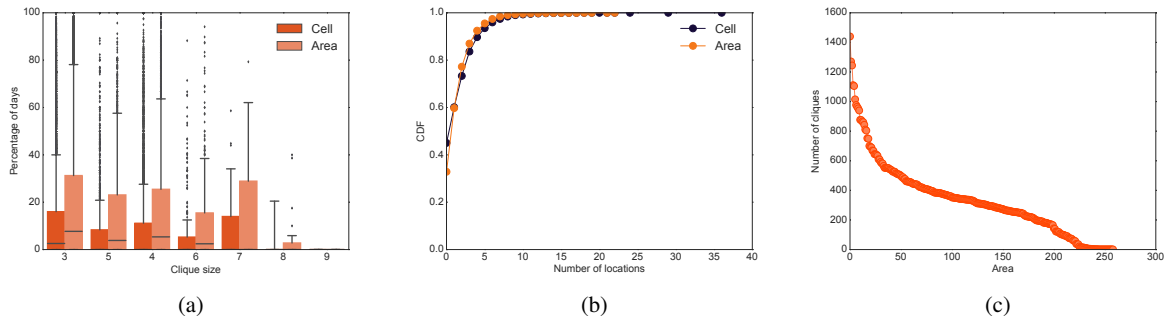 100
80
60
40
20
0
Percentage of days
3 5 4 6 7 8 9
Clique size
Cell
Area
(a)
1.0
0.8
0.6
0.4
0.2
0.0
CDF
0 5 10 15 20 25 30 35 40
Number of locations
Cell
Area
(b)
1600
1400
1200
1000
800
600
400
200
0
Number of cliques
0 50 100 150 200 250 300
Area
(c)